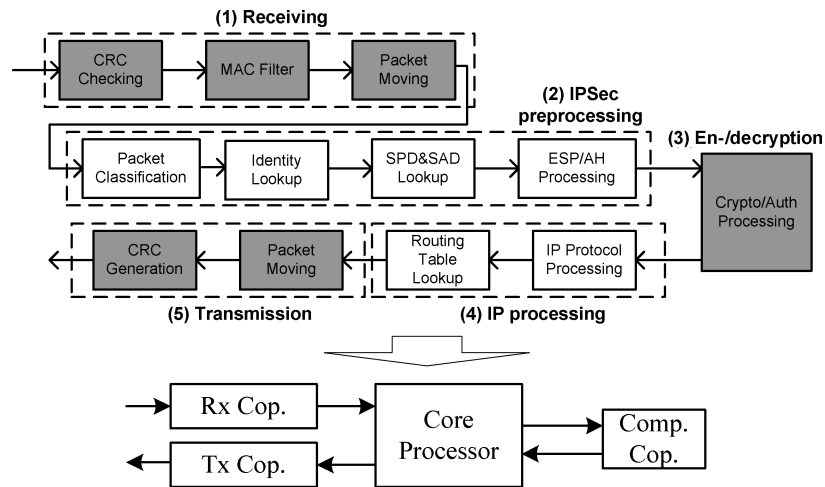 (1) Receiving
CRC
Checking
MAC Filter
Packet
Moving
(2) IPSec
preprocessing
Packet
Classification
Identity
Lookup
SPD&SAD
Lookup
ESP/AH
Processing
(3) En-/decryption
Crypto/Auth
Processing
CRC
Generation
Packet
Moving
Routing
Table
Lookup
IP Protocol
Processing
(5) Transmission
(4) IP processing
Rx Cop.
Tx Cop.
Core
Processor
Comp.
Cop.